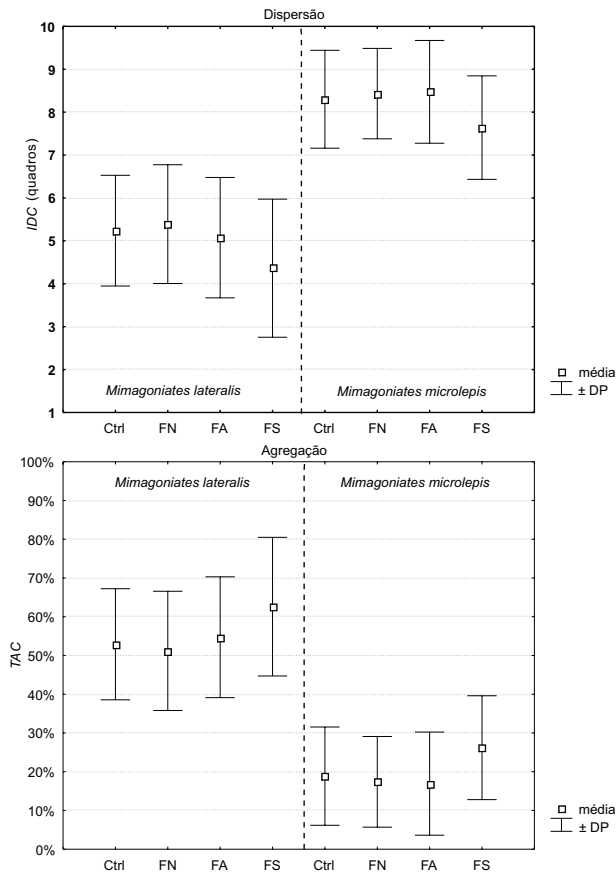 Dispersão
10
9
8
7
6
5
4
3
2
1
IDC (quadros)
Mimagoniates lateralis
Mimagoniates microlepis
Ctrl FN FA FS Ctrl FN FA FS
média
± DP
Agregação
100%
90%
80%
70%
60%
50%
40%
30%
20%
10%
0%
TAC
Mimagoniates lateralis
Mimagoniates microlepis
Ctrl FN FA FS Ctrl FN FA FS
média
± DP